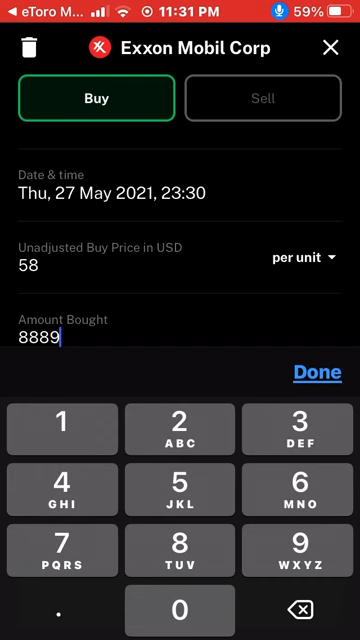 eToro M... 11:31 PM 59%
Exxon Mobil Corp
Buy Sell
Date & time
Thu, 27 May 2021, 23:30
Unadjusted Buy Price in USD
58 per unit
Amount Bought
8889
Done
1 2 3
ABC DEF
4 5 6
GHI JKL MNO
7 8 9
PQRS TUV WXYZ
. 0